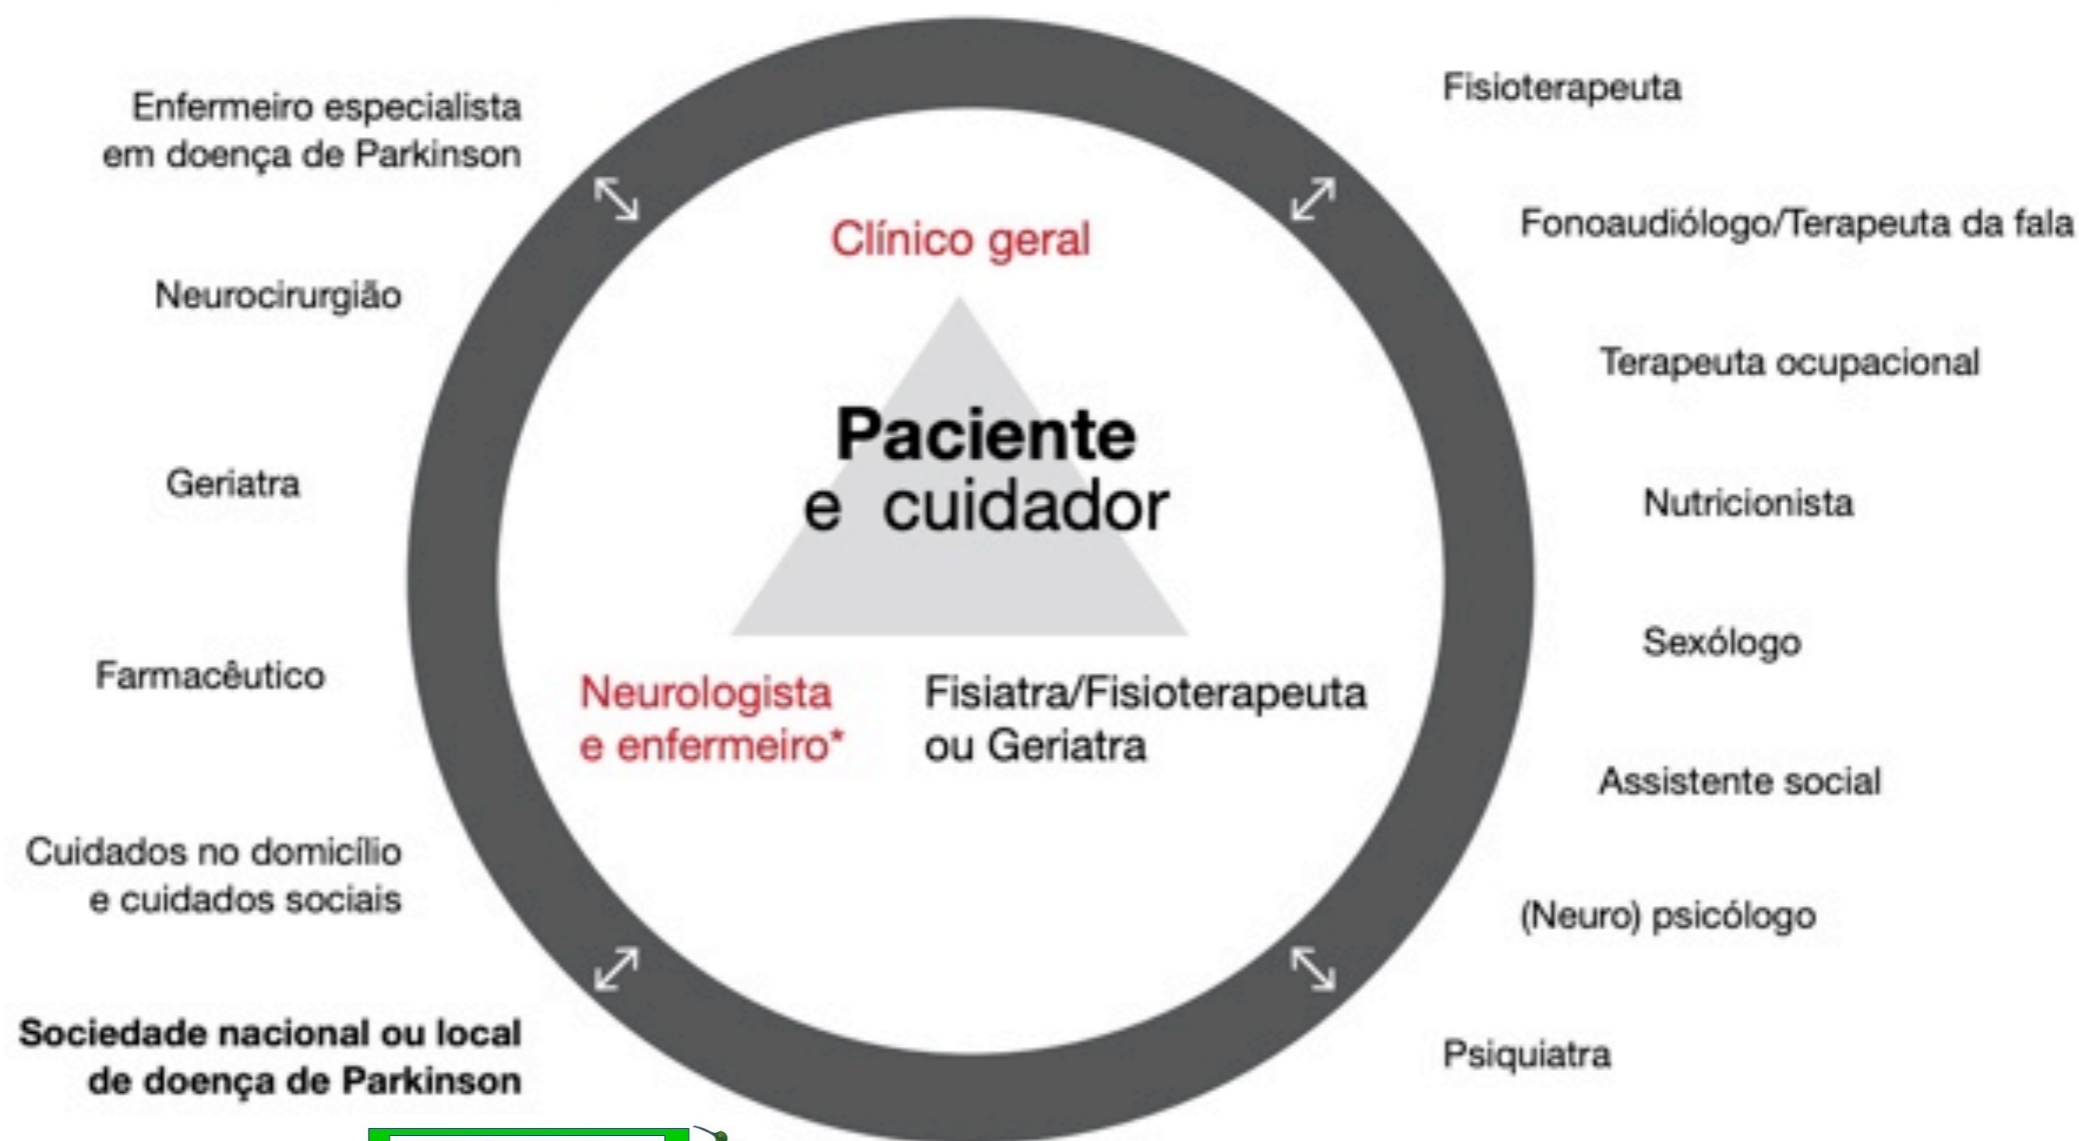 Enfermeiro especialista
em doença de Parkinson
Neurocirurgião
Geriatra
Farmacêutico
Cuidados no domicílio
e cuidados sociais
Sociedade nacional ou local
de doença de Parkinson
Clínico geral
Paciente
e cuidador
Neurologista
e enfermeiro*
Fisiatra/Fisioterapeuta
ou Geriatra
Fisioterapeuta
Fonoaudiólogo/Terapeuta da fala
Terapeuta ocupacional
Nutricionista
Sexólogo
Assistente social
(Neuro) psicólogo
Psiquiatra